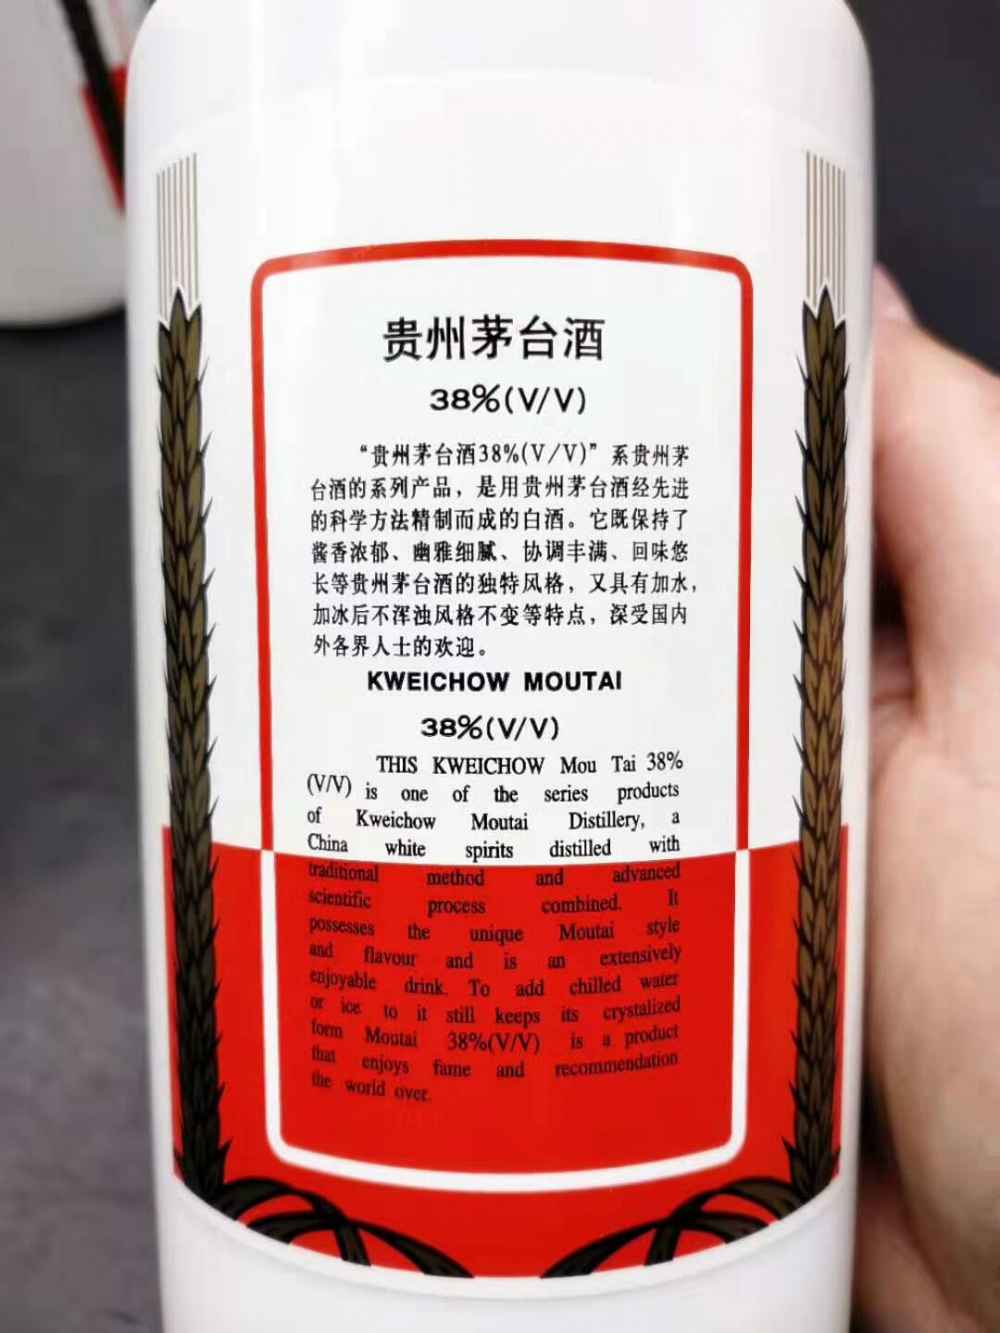 贵州茅台酒
38%(V/V)
“贵州茅台酒38%(V/V)”系贵州茅
台酒的系列产品，是用贵州茅台酒经先进
的科学方法精制而成的白酒。它既保持了
酱香浓郁、幽雅细腻、协调丰满、回味悠
长等贵州茅台酒的独特风格，又具有加水，
加冰后不浑浊风格不变等特点，深受国内
外各界人士的欢迎。
KWEICHOW MOUTAI
38%(V/V)
THIS KWEICHOW Mou Tai 38%
(V/V) is one of the series products
of Kweichow Moutai Distillery, a
China white spirits distilled with
traditional method and advanced
scientific process combined. It
possesses the unique Moutai style
and flavour and is an extensively
enjoyable drink. To add chilled water
or ice to it still keeps its crystalized
form Moutai 38%(V/V) is a product
that enjoys fame and recommendation
the world over.